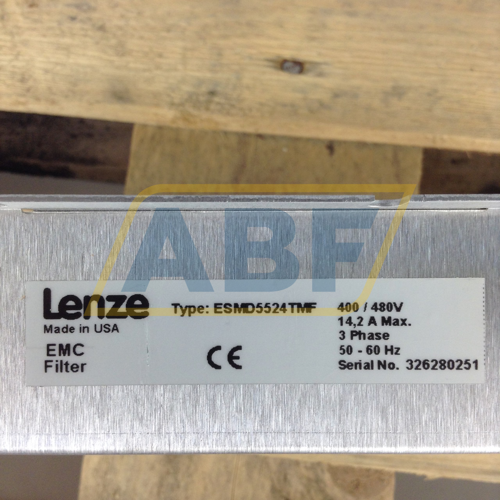 ABF
Lenze
Made in USA
EMC
Filter
CE
Type: ESMD5524TMF
400 / 480V
14,2 A Max.
3 Phase
50 - 60 Hz
Serial No. 326280251